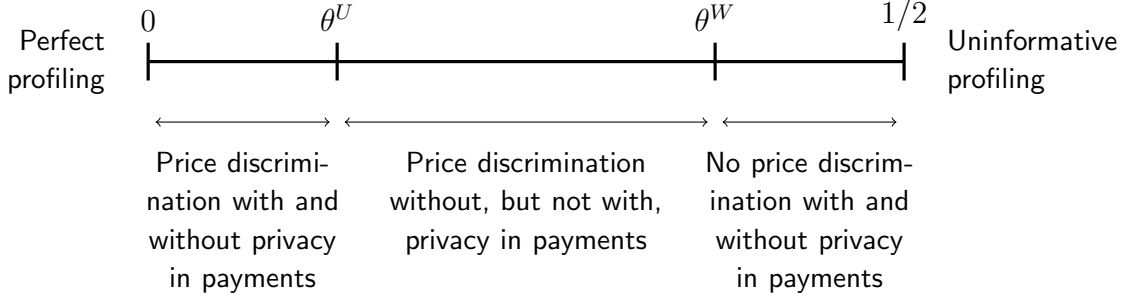 0 θ^U θ^W 1/2
Perfect
profiling
Uninformative
profiling
Price discrimi-
nation with and
without privacy
in payments
Price discrimination
without, but not with,
privacy in payments
No price discrim-
ination with and
without privacy
in payments